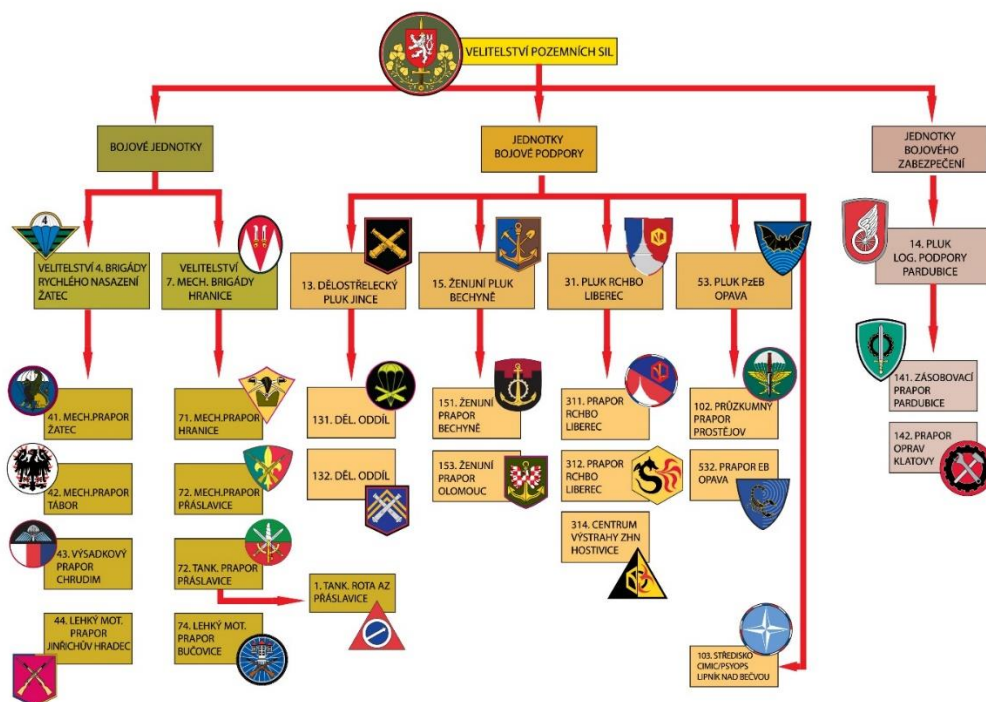 VELITELSTVÍ POZEMNÍCH SIL
BOJOVÉ JEDNOTKY
JEDNOTKY
BOJOVÉ PODPORY
JEDNOTKY
BOJOVÉHO
ZABEZPEČENÍ
4
VELITELSTVÍ 4. BRIGÁDY
RYCHLÉHO NASAZENÍ
ŽATEC
VELITELSTVÍ
7. MECH. BRIGÁDY
HRANICE
13. DĚLOSTŘELECKÝ
PLUK JINCE
15. ŽENIJNÍ PLUK
BECHYNĚ
31. PLUK RCHBO
LIBEREC
53. PLUK PzEB
OPAVA
14. PLUK
LOG. PODPORY
PARDUBICE
41. MECH.PRAPOR
ŽATEC
42. MECH.PRAPOR
TÁBOR
43. VÝSADKOVÝ
PRAPOR
CHRUDIM
44. LEHKÝ MOT.
PRAPOR
JINŘICHŮV HRADEC
71. MECH.PRAPOR
HRANICE
72. MECH.PRAPOR
PŘÁSLAVICE
72. TANK. PRAPOR
PŘÁSLAVICE
74. LEHKÝ MOT.
PRAPOR
BUČOVICE
1. TANK. ROTA AZ
PŘÁSLAVICE
131. DĚL. ODDÍL
132. DĚL. ODDÍL
151. ŽENIJNÍ
PRAPOR
BECHYNĚ
153. ŽENIJNÍ
PRAPOR
OLOMOUC
311. PRAPOR
RCHBO
LIBEREC
312. PRAPOR
RCHBO
LIBEREC
314. CENTRUM
VÝSTRAHY ZHN
HOSTIVICE
102. PRŮZKUMNÝ
PRAPOR
PROSTĚJOV
532. PRAPOR EB
OPAVA
103. STŘEDISKO
CIMIC/PSYOPS
LIPNÍK NAD BEČVOU
141. ZÁSOBOVACÍ
PRAPOR
PARDUBICE
142. PRAPOR
OPRAV
KLATOVY